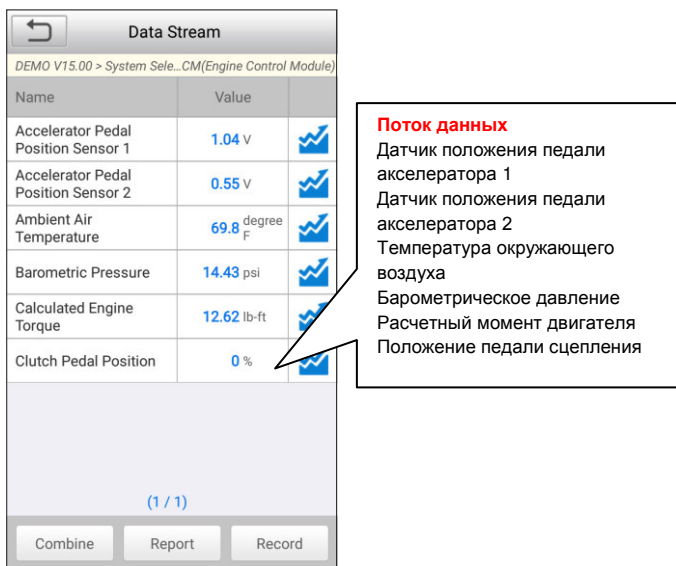 Data Stream
DEMO V15.00 > System Sele...CM(Engine Control Module)
Name Value
Accelerator Pedal
Position Sensor 1
1.04 V
Accelerator Pedal
Position Sensor 2
0.55 V
Ambient Air
Temperature
69.8 degree
F
Barometric Pressure 14.43 psi
Calculated Engine
Torque
12.62 lb-ft
Clutch Pedal Position 0 %
(1 / 1)
Combine Report Record
Поток данных
Датчик положения педали
акселератора 1
Датчик положения педали
акселератора 2
Температура окружающего
воздуха
Барометрическое давление
Расчетный момент двигателя
Положение педали сцепления